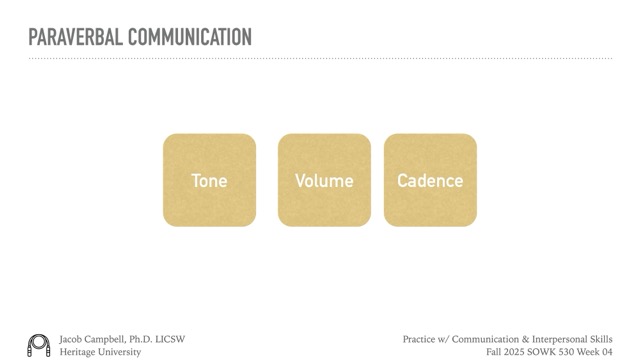 PARAVERBAL COMMUNICATION
Tone
Volume
Cadence
Jacob Campbell, Ph.D. LICSW
Heritage University
Practice w/ Communication & Interpersonal Skills
Fall 2025 SOWK 530 Week 04